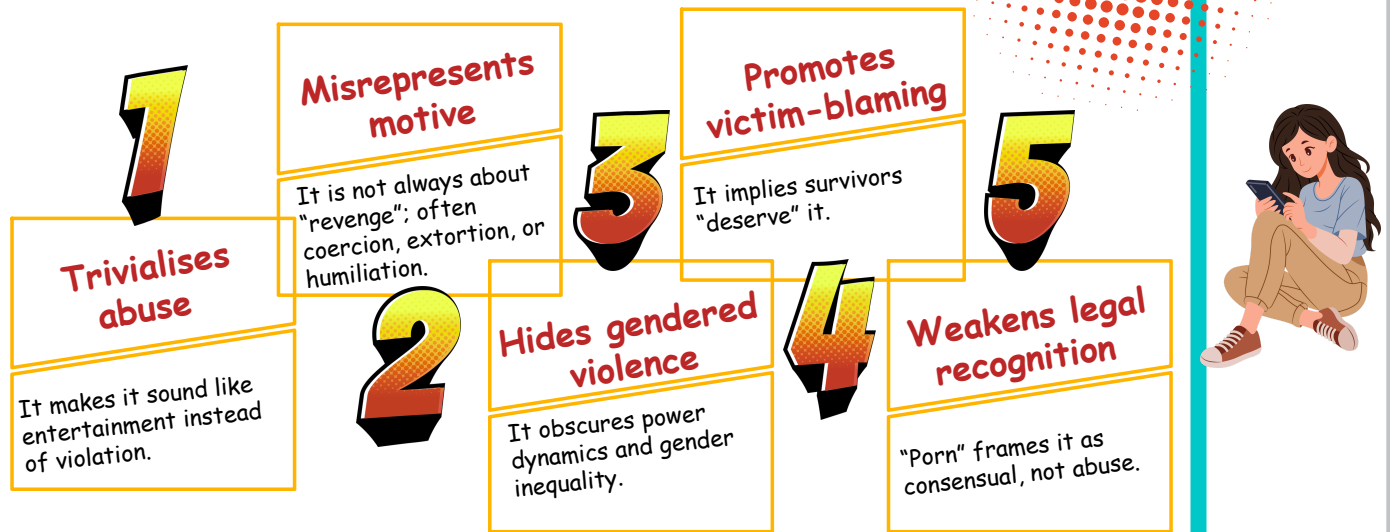 1
Trivialises
abuse
It makes it sound like
entertainment instead
of violation.
2
Misrepresents
motive
It is not always about
“revenge”; often
coercion, extortion, or
humiliation.
3
Hides gendered
violence
It obscures power
dynamics and gender
inequality.
4
Promotes
victim-blaming
It implies survivors
“deserve” it.
5
Weakens legal
recognition
“Porn” frames it as
consensual, not abuse.